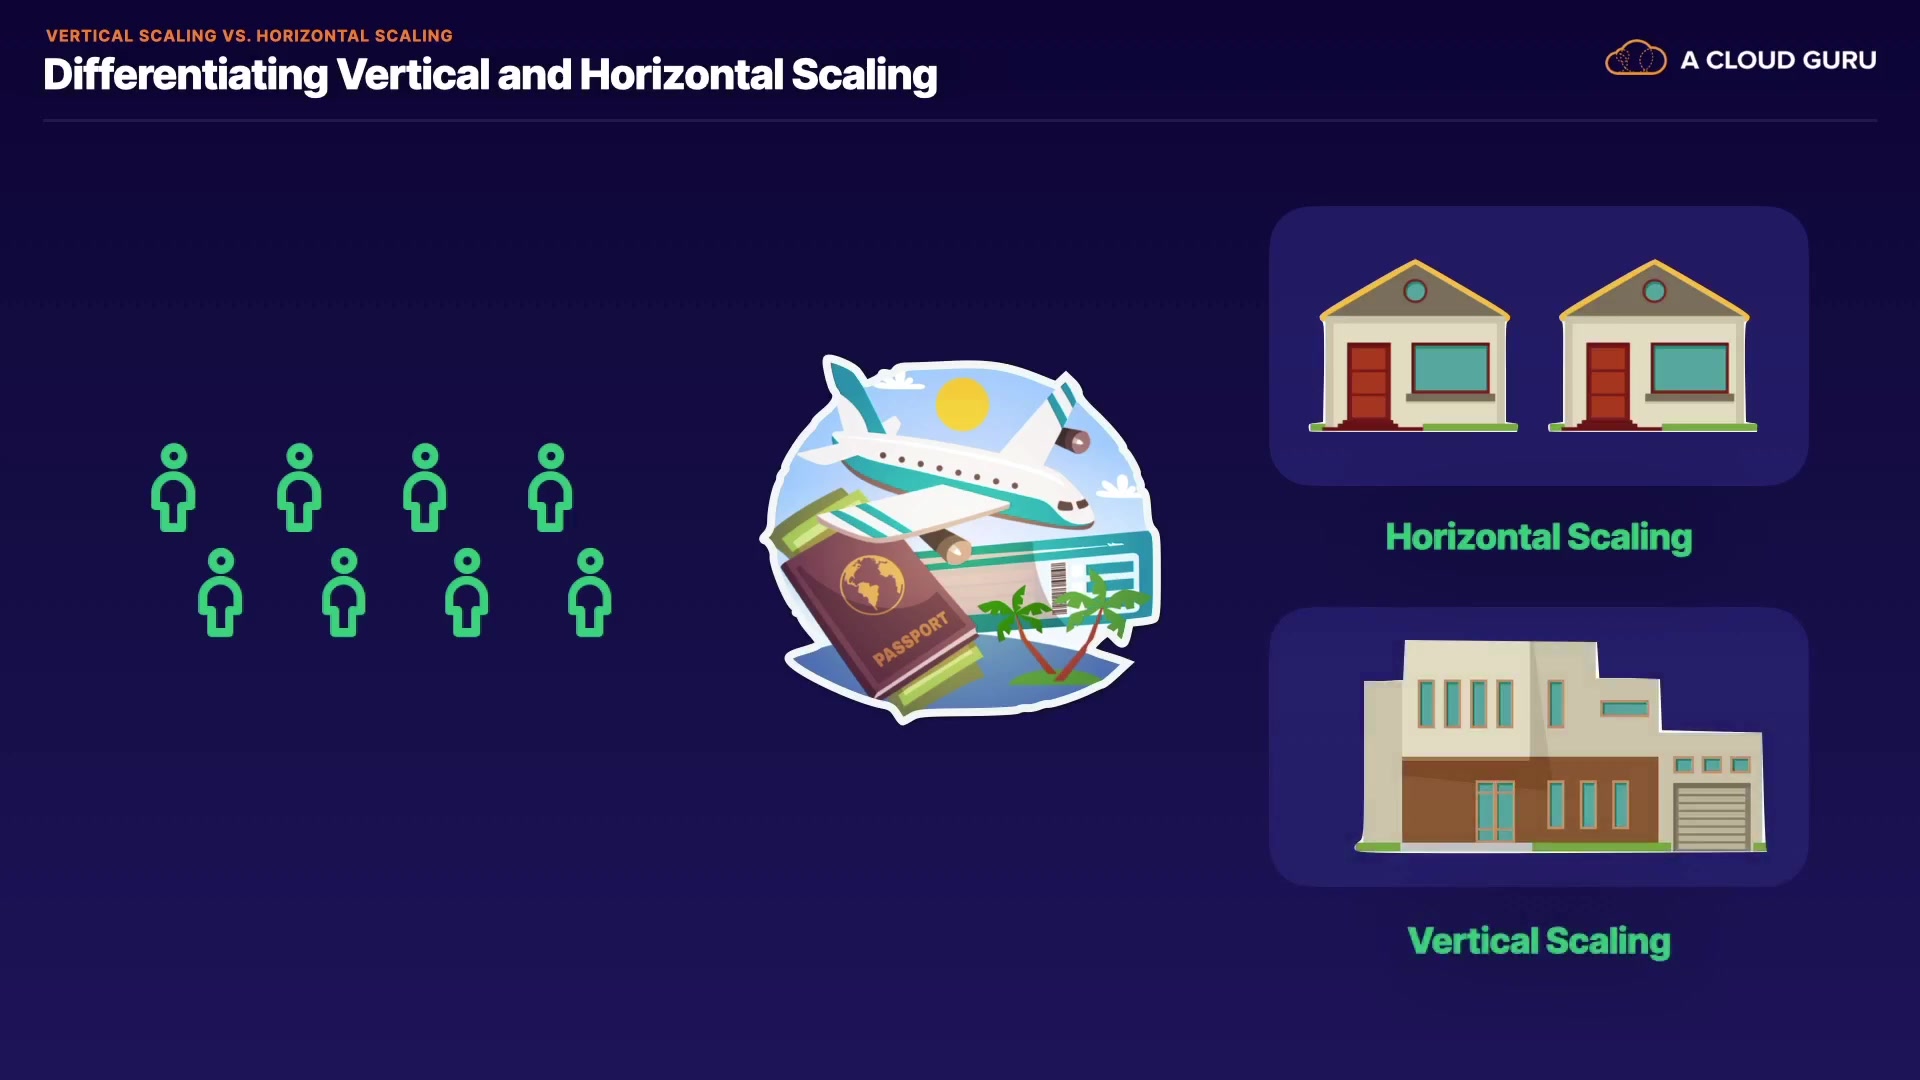 VERTICAL SCALING VS. HORIZONTAL SCALING
Differentiating Vertical and Horizontal Scaling
A CLOUD GURU
PASSPORT
Horizontal Scaling
Vertical Scaling